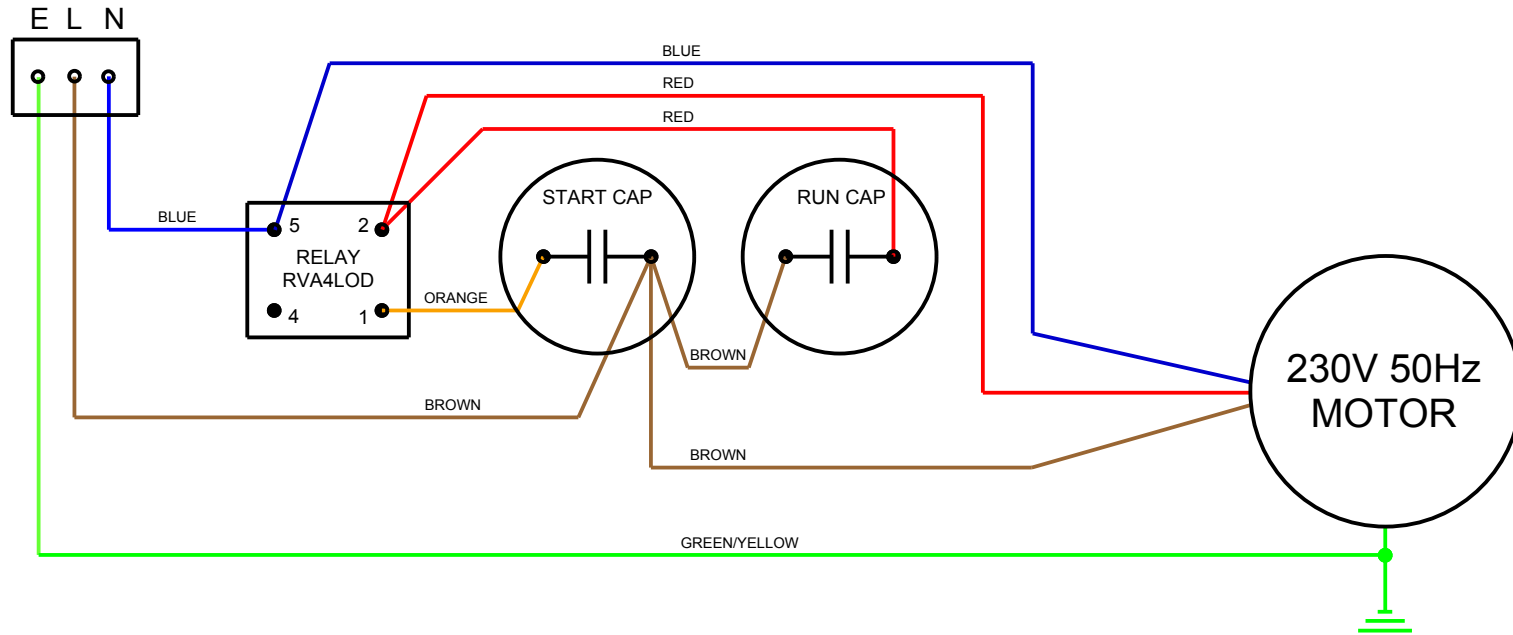 E L N
BLUE
RED
RED
START CAP
RUN CAP
BLUE
5 2
RELAY
RVA4LOD
4 1
ORANGE
BROWN
BROWN
BROWN
230V 50Hz
MOTOR
GREEN/YELLOW